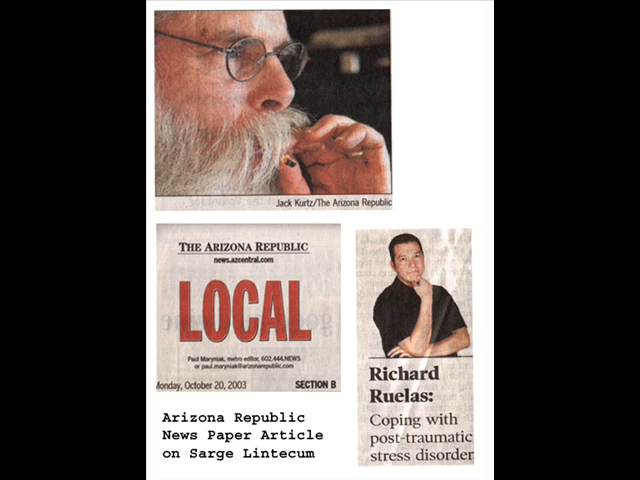 Jack Kurtz/The Arizona Republic
THE ARIZONA REPUBLIC
news.azcentral.com
LOCAL
Paul Maryniak, metro editor, 602.444.NEWS
or paul.maryniak@arizonarepublic.com
Monday, October 20, 2003 SECTION B
Richard
Ruelas:
Coping with
post-traumatic
stress disorder
Arizona Republic
News Paper Article
on Sarge Lintecum